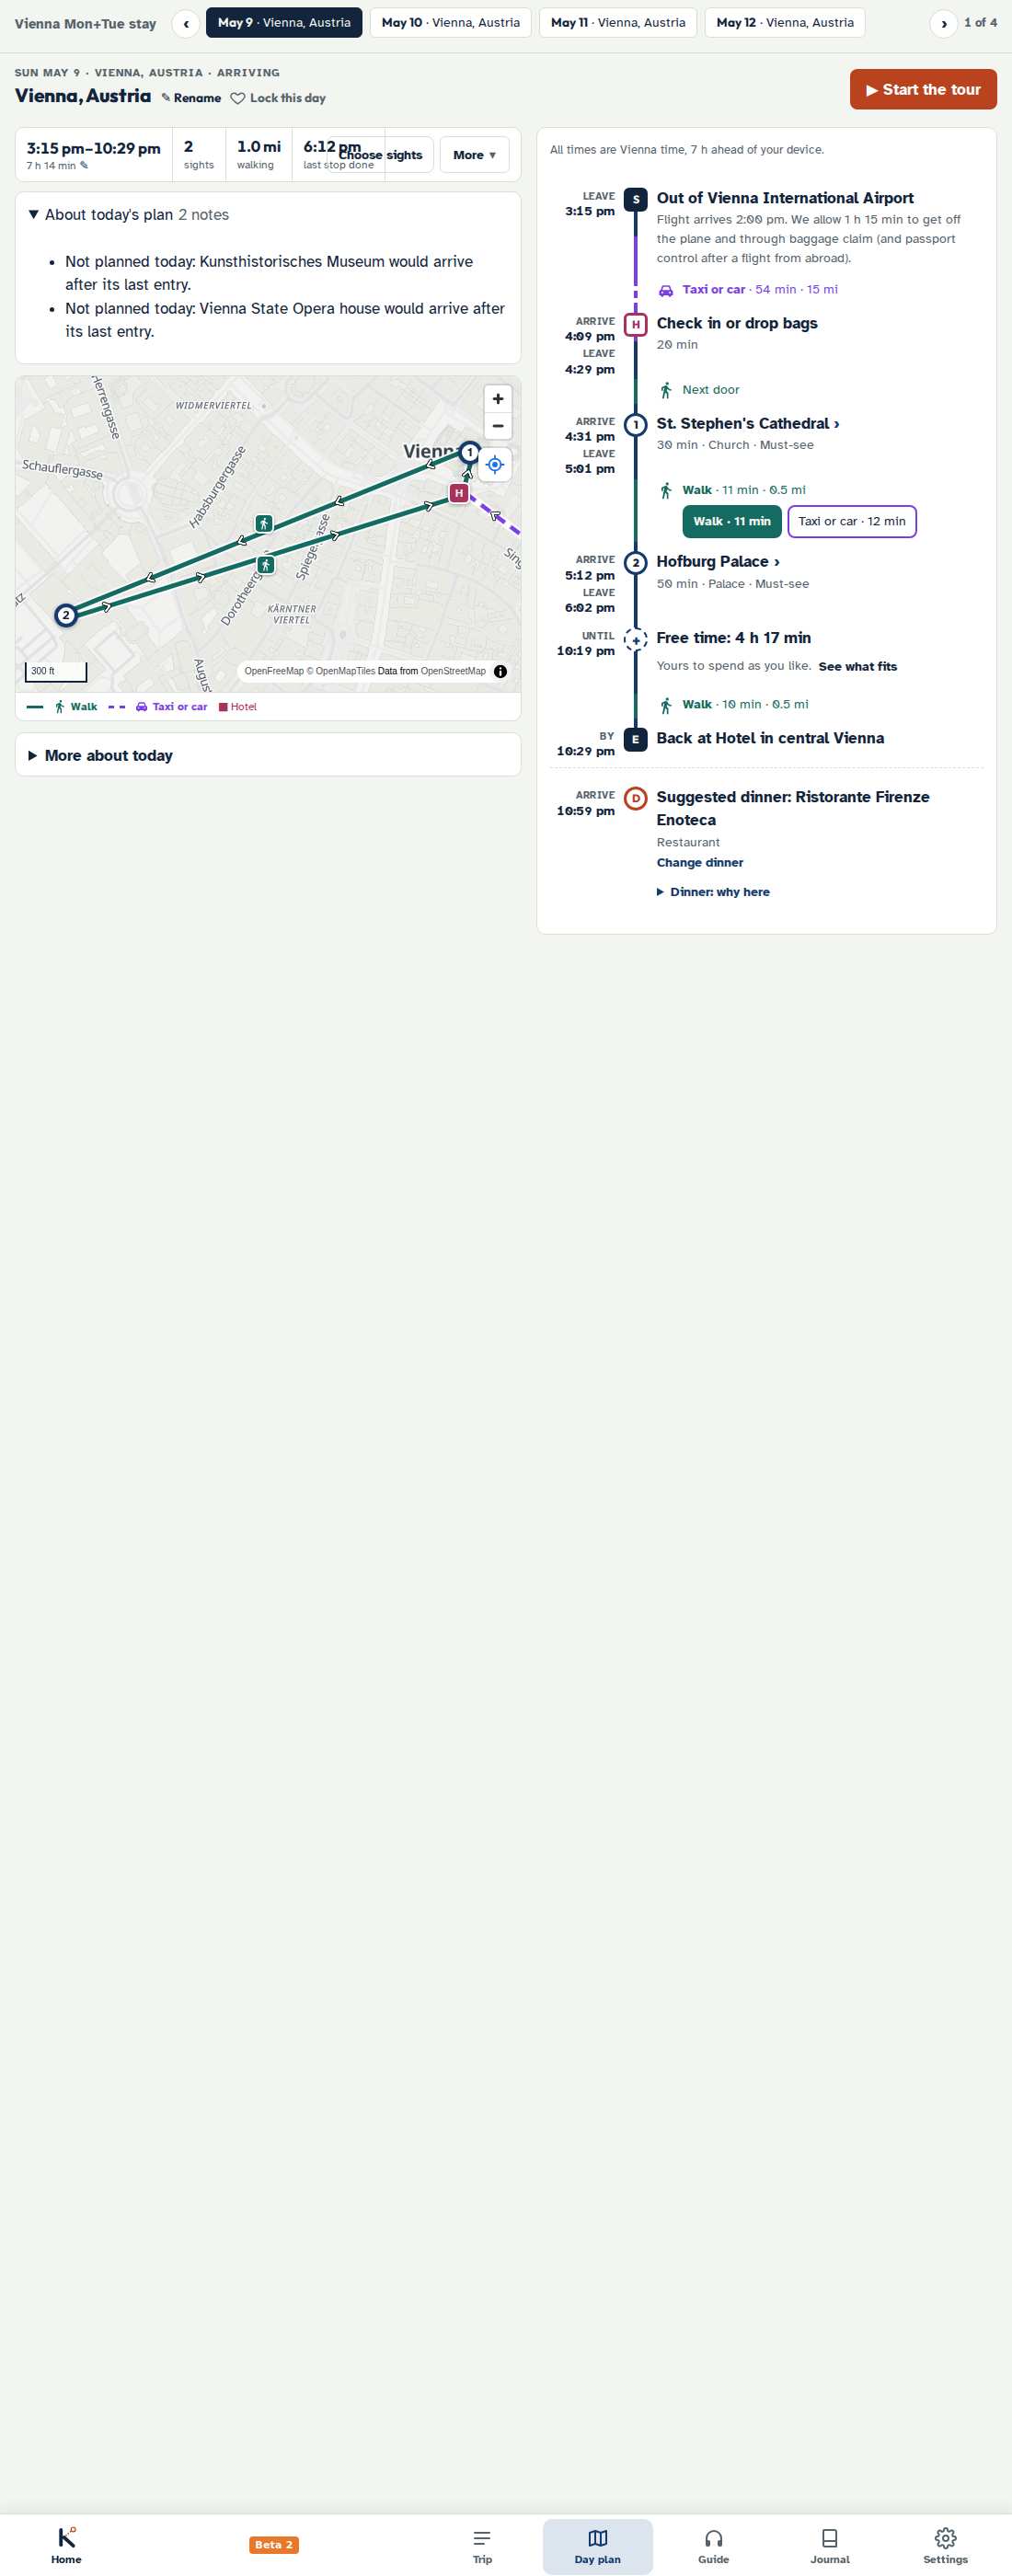 Vienna Mon+Tue stay
‹
May 9 · Vienna, Austria
May 10 · Vienna, Austria
May 11 · Vienna, Austria
May 12 · Vienna, Austria
›
1 of 4
SUN MAY 9 · VIENNA, AUSTRIA · ARRIVING
Vienna, Austria ✎ Rename Lock this day
▶ Start the tour
3:15 pm–10:29 pm
7 h 14 min ✎
2
sights
1.0 mi
walking
6:12 pm
last stop done
Choose sights
More ▾
▼ About today's plan 2 notes
• Not planned today: Kunsthistorisches Museum would arrive
after its last entry.
• Not planned today: Vienna State Opera house would arrive after
its last entry.
Herrengasse
WIDMERVIERTEL
Schauflergasse
Habsburgergasse
Vienna
1
H
+
−
Spiegelgasse
Dorotheerg
KÄRNTNER
VIERTEL
Sing
2
August
300 ft
OpenFreeMap © OpenMapTiles Data from OpenStreetMap
Walk
Taxi or car
Hotel
▶ More about today
All times are Vienna time, 7 h ahead of your device.
LEAVE
3:15 pm
S
Out of Vienna International Airport
Flight arrives 2:00 pm. We allow 1 h 15 min to get off
the plane and through baggage claim (and passport
control after a flight from abroad).
Taxi or car · 54 min · 15 mi
ARRIVE
4:09 pm
LEAVE
4:29 pm
H
Check in or drop bags
20 min
Next door
ARRIVE
4:31 pm
LEAVE
5:01 pm
1
St. Stephen's Cathedral ›
30 min · Church · Must-see
Walk · 11 min · 0.5 mi
Walk · 11 min
Taxi or car · 12 min
ARRIVE
5:12 pm
LEAVE
6:02 pm
2
Hofburg Palace ›
50 min · Palace · Must-see
UNTIL
10:19 pm
+
Free time: 4 h 17 min
Yours to spend as you like. See what fits
Walk · 10 min · 0.5 mi
BY
10:29 pm
E
Back at Hotel in central Vienna
ARRIVE
10:59 pm
D
Suggested dinner: Ristorante Firenze
Enoteca
Restaurant
Change dinner
▶ Dinner: why here
Home
Beta 2
Trip
Day plan
Guide
Journal
Settings